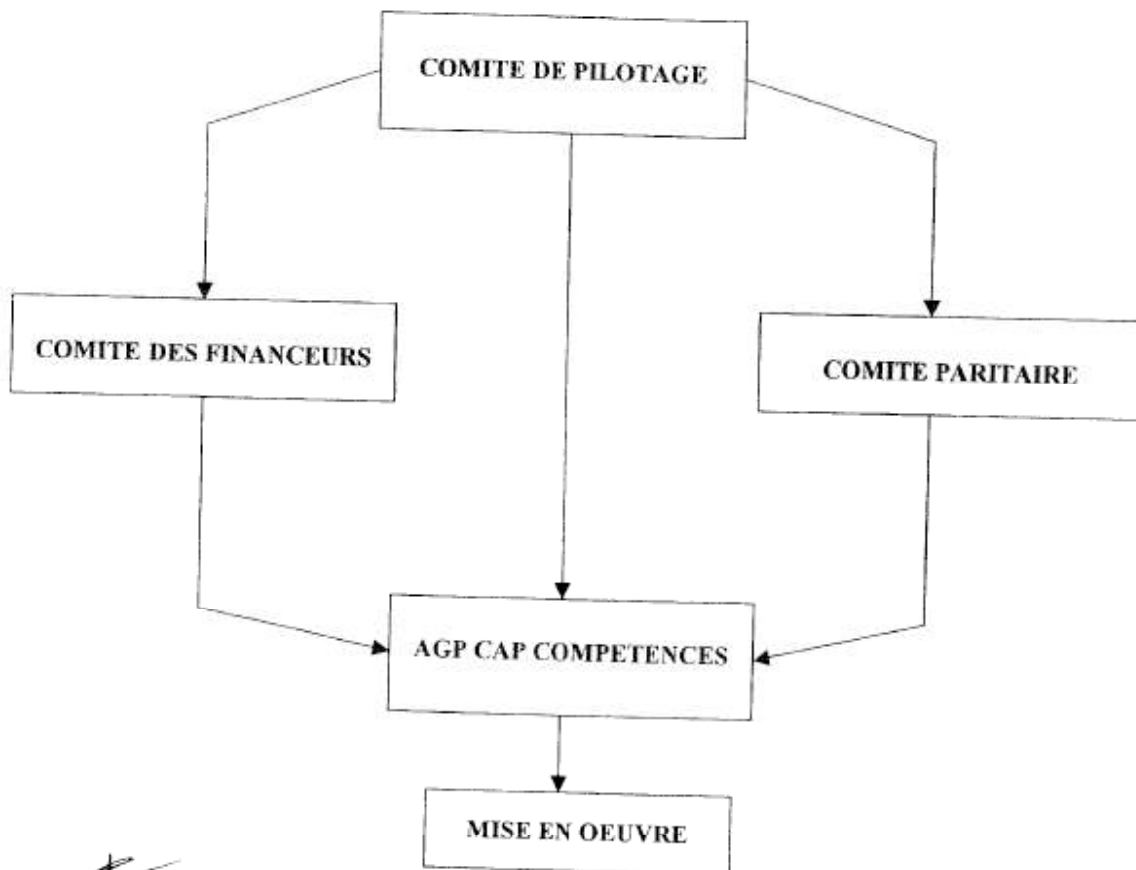 COMITE DE PILOTAGE
COMITE DES FINANCEURS
COMITE PARITAIRE
AGP CAP COMPETENCES
MISE EN OEUVRE